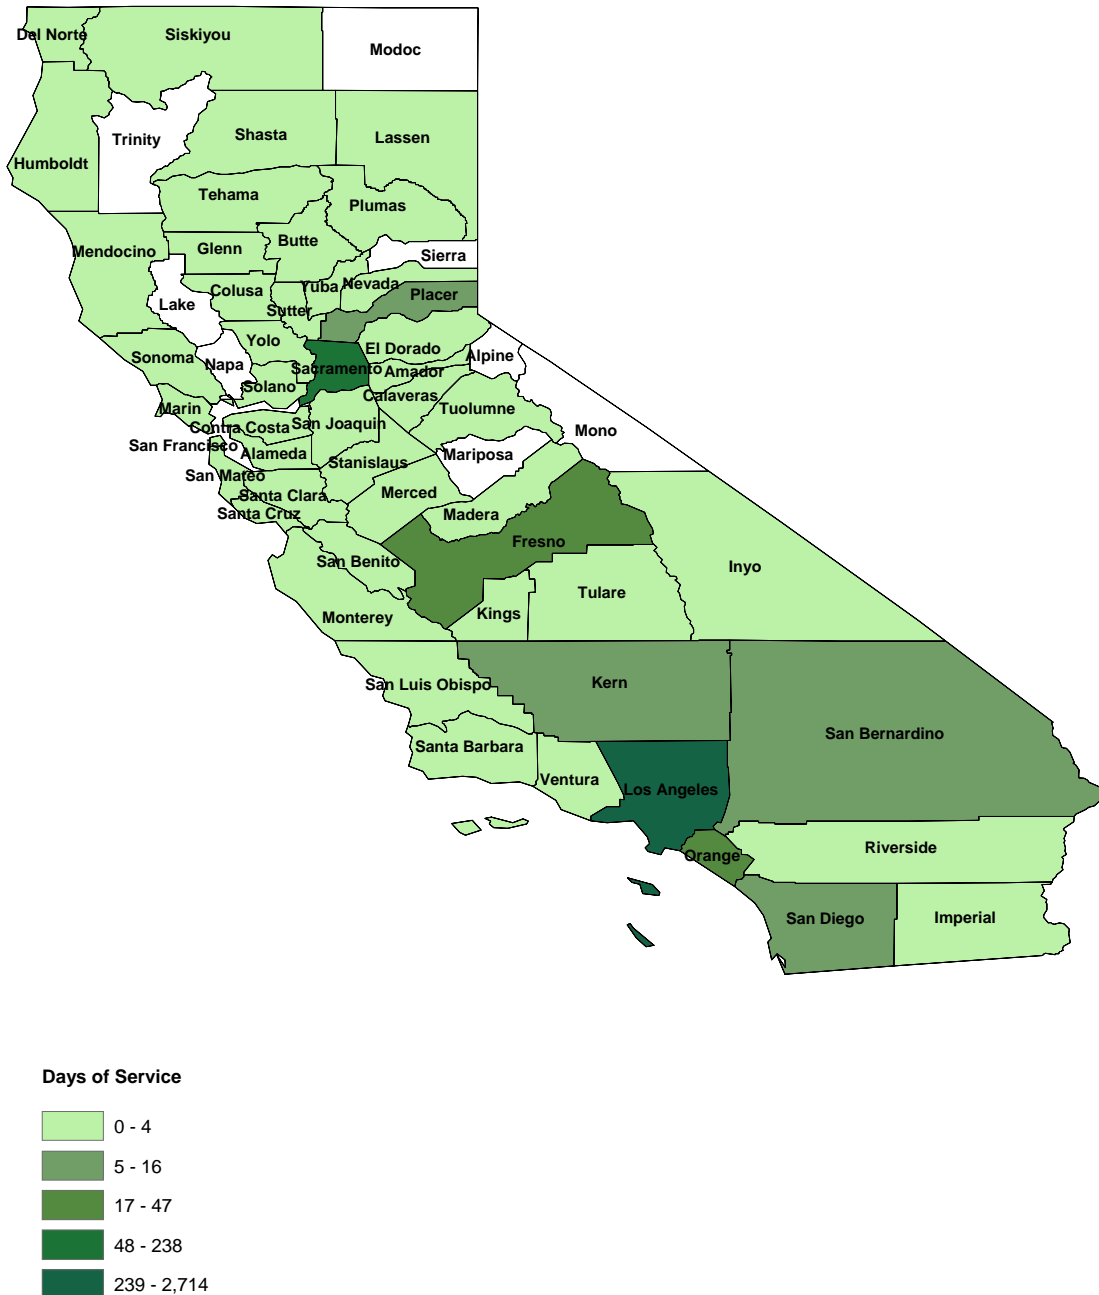 Del Norte
Siskiyou
Modoc
Trinity
Shasta
Lassen
Humboldt
Tehama
Plumas
Mendocino
Glenn
Butte
Sierra
Colusa
Yuba
Nevada
Placer
Lake
Sutter
Yolo
El Dorado
Sonoma
Napa
Sacramento
Amador
Alpine
Solano
Calaveras
Marin
Contra Costa
San Joaquin
Tuolumne
Mono
San Francisco
Alameda
Stanislaus
Mariposa
San Mateo
Santa Clara
Merced
Santa Cruz
Madera
Fresno
San Benito
Inyo
Tulare
Monterey
Kings
San Luis Obispo
Kern
San Bernardino
Santa Barbara
Ventura
Los Angeles
Orange
Riverside
San Diego
Imperial
Days of Service
0 - 4
5 - 16
17 - 47
48 - 238
239 - 2,714